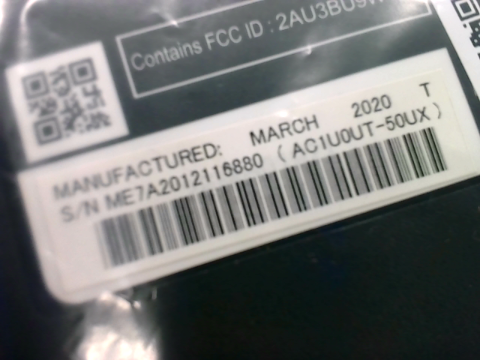 Contains FCC ID : 2AU3BU9
MANUFACTURED: MARCH 2020 T
S/N ME7A2012116880 ( AC1U0UT-50UX )